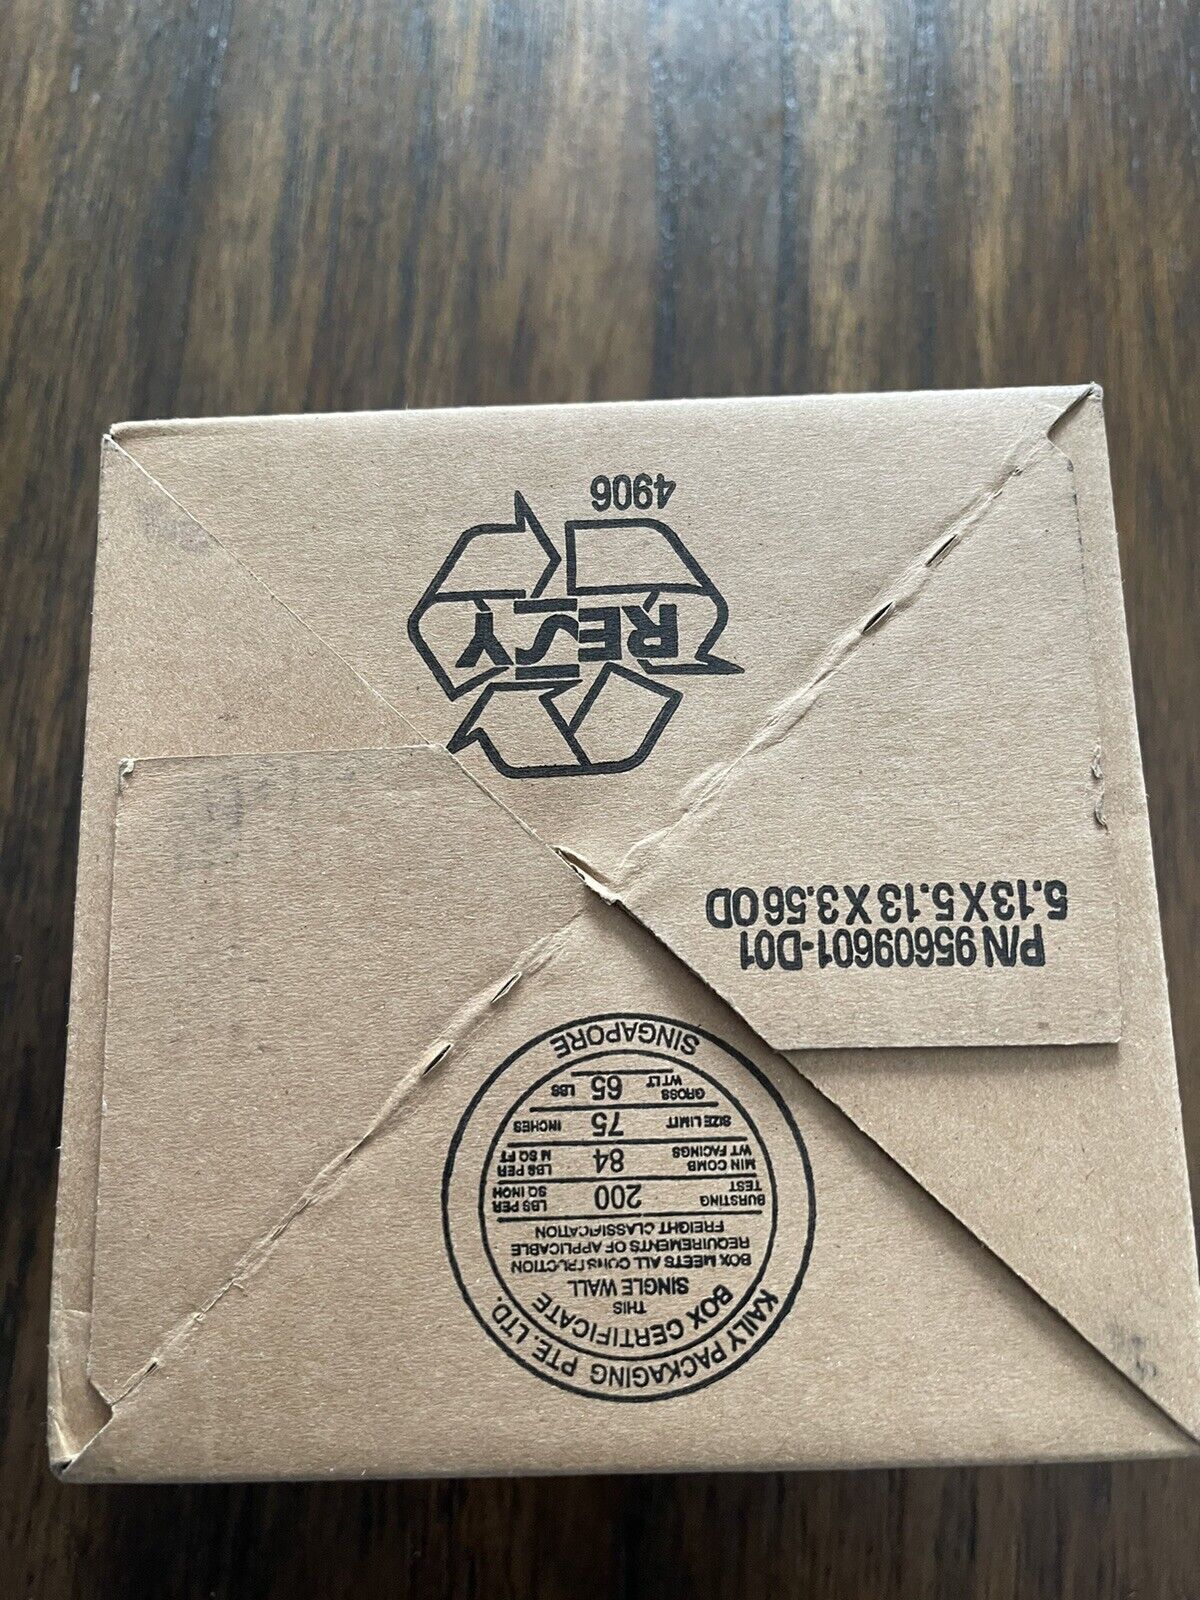 KAILY PACKAGING PTE. LTD.
BOX CERTIFICATE
THIS
SINGLE WALL
BOX MEETS ALL CONSTRUCTION
REQUIREMENTS OF APPLICABLE
FREIGHT CLASSIFICATION
BURSTING TEST 200 LBS PER SQ INCH
MIN COMB WT FACINGS 84 LBS PER M SQ FT
SIZE LIMIT 75 INCHES
GROSS WT LT 65 LBS
SINGAPORE
P/N 95609601-D01
5.13 X 5.13 X 3.56 OD
RESY
4906